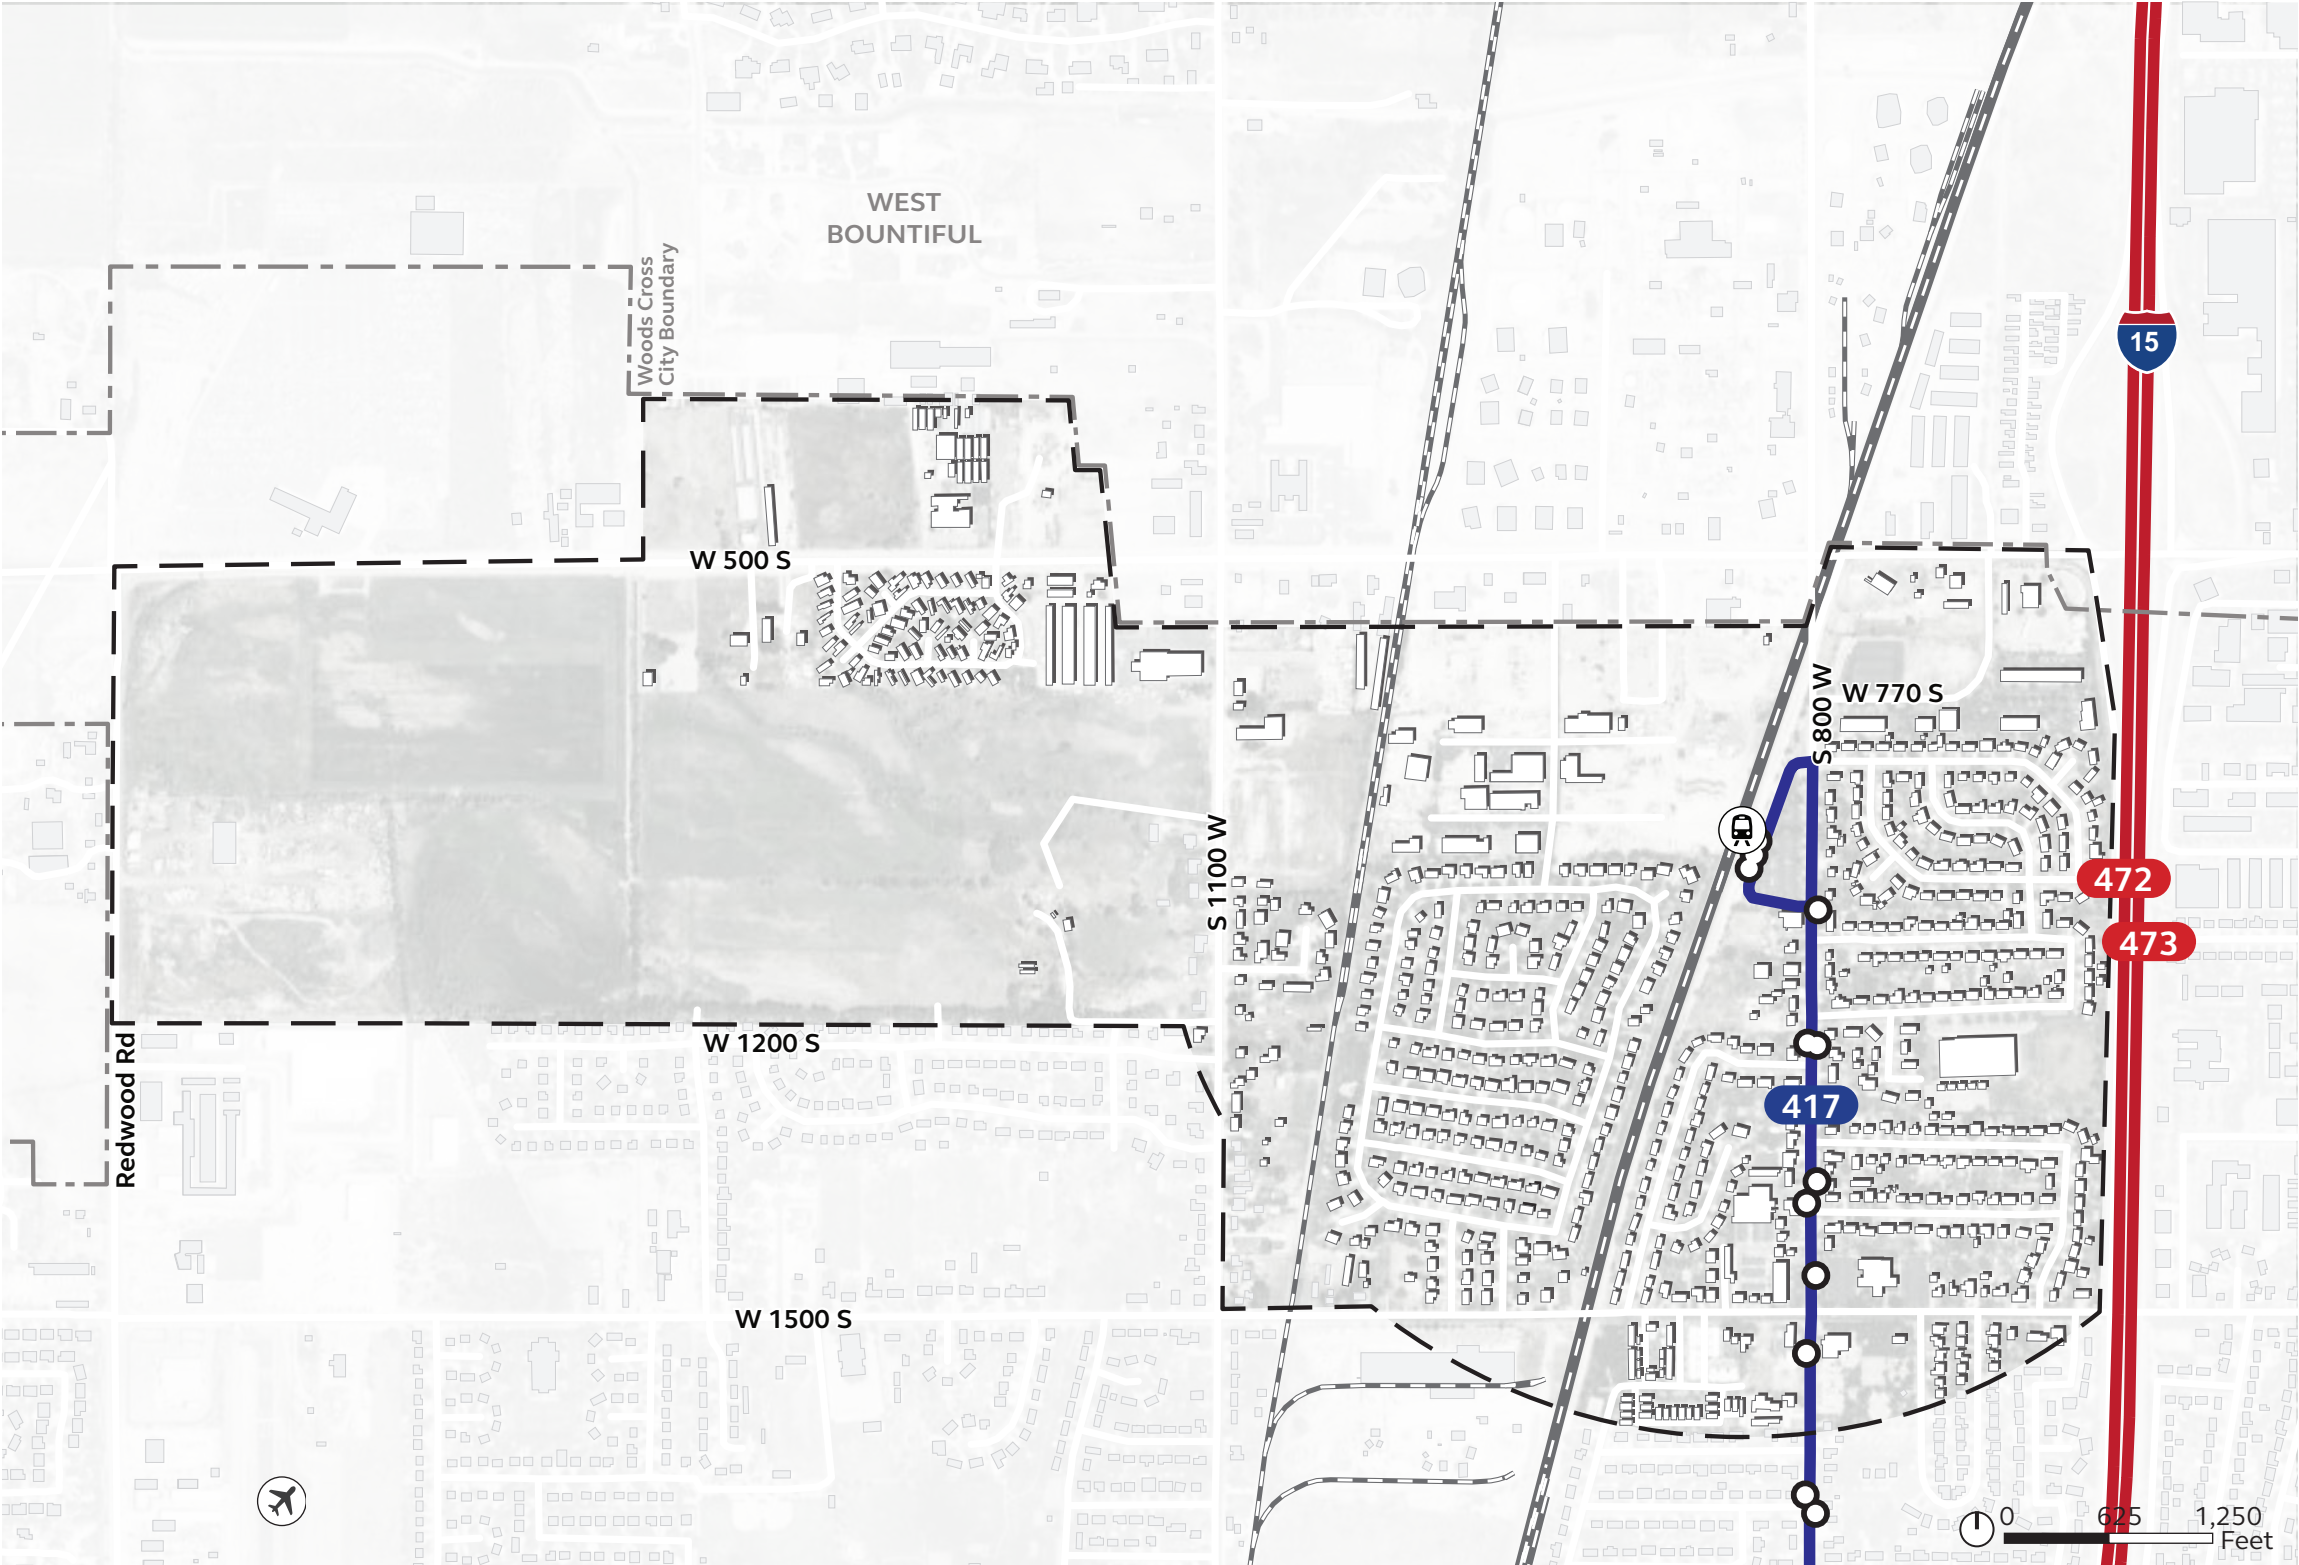 WEST
BOUNTIFUL
Woods Cross
City Boundary
15
W 500 S
S 800 W
W 770 S
S 1100 W
472
473
W 1200 S
Redwood Rd
417
W 1500 S
0 625 1,250
Feet